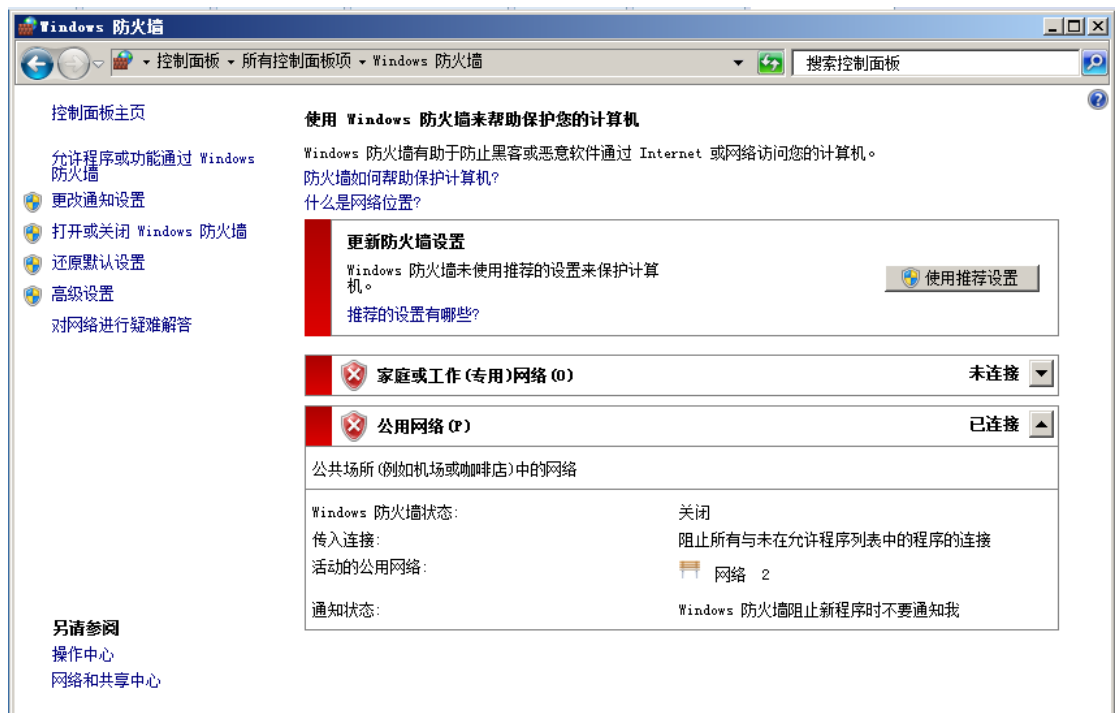 Windows 防火墙
控制面板 所有控制面板项 Windows 防火墙
搜索控制面板
控制面板主页
允许程序或功能通过 Windows
防火墙
更改通知设置
打开或关闭 Windows 防火墙
还原默认设置
高级设置
对网络进行疑难解答
另请参阅
操作中心
网络和共享中心
使用 Windows 防火墙来帮助保护您的计算机
Windows 防火墙有助于防止黑客或恶意软件通过 Internet 或网络访问您的计算机。
防火墙如何帮助保护计算机?
什么是网络位置?
更新防火墙设置
Windows 防火墙未使用推荐的设置来保护计算
机。
使用推荐设置
推荐的设置有哪些?
家庭或工作(专用)网络(O) 未连接
公用网络(P) 已连接
公共场所(例如机场或咖啡店)中的网络
Windows 防火墙状态: 关闭
传入连接: 阻止所有与未在允许程序列表中的程序的连接
活动的公用网络: 网络 2
通知状态: Windows 防火墙阻止新程序时不要通知我